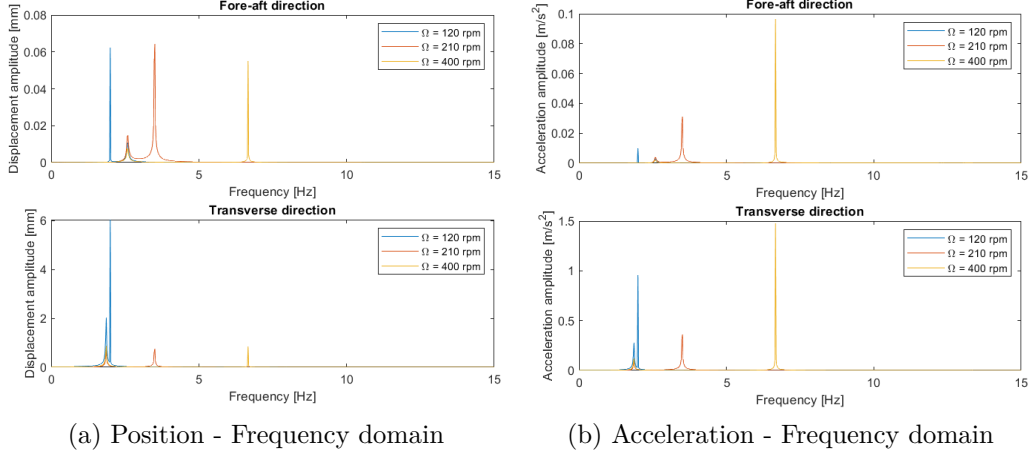 Fore-aft direction
Displacement amplitude [mm]
0.08
0.06
0.04
0.02
0
Ω = 120 rpm
Ω = 210 rpm
Ω = 400 rpm
0 5 10 15
Frequency [Hz]
Transverse direction
Displacement amplitude [mm]
6
4
2
0
Ω = 120 rpm
Ω = 210 rpm
Ω = 400 rpm
0 5 10 15
Frequency [Hz]
(a) Position - Frequency domain
Fore-aft direction
Acceleration amplitude [m/s²]
0.1
0.08
0.06
0.04
0.02
0
Ω = 120 rpm
Ω = 210 rpm
Ω = 400 rpm
0 5 10 15
Frequency [Hz]
Transverse direction
Acceleration amplitude [m/s²]
1.5
1
0.5
0
Ω = 120 rpm
Ω = 210 rpm
Ω = 400 rpm
0 5 10 15
Frequency [Hz]
(b) Acceleration - Frequency domain